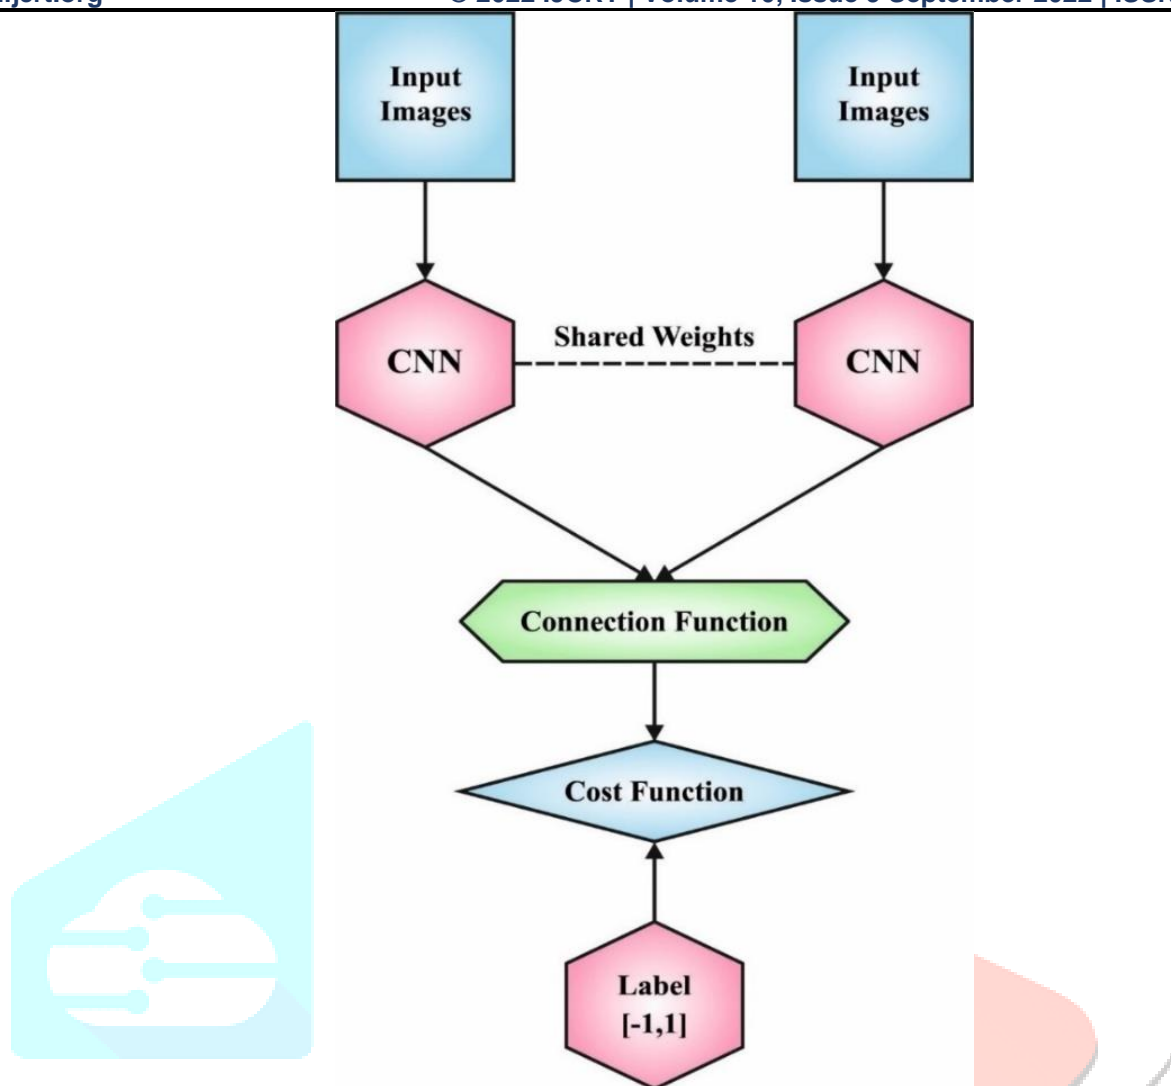 Input Input
Images Images
Shared Weights
CNN CNN
Connection Function
Cost Function
Label
[-1,1]